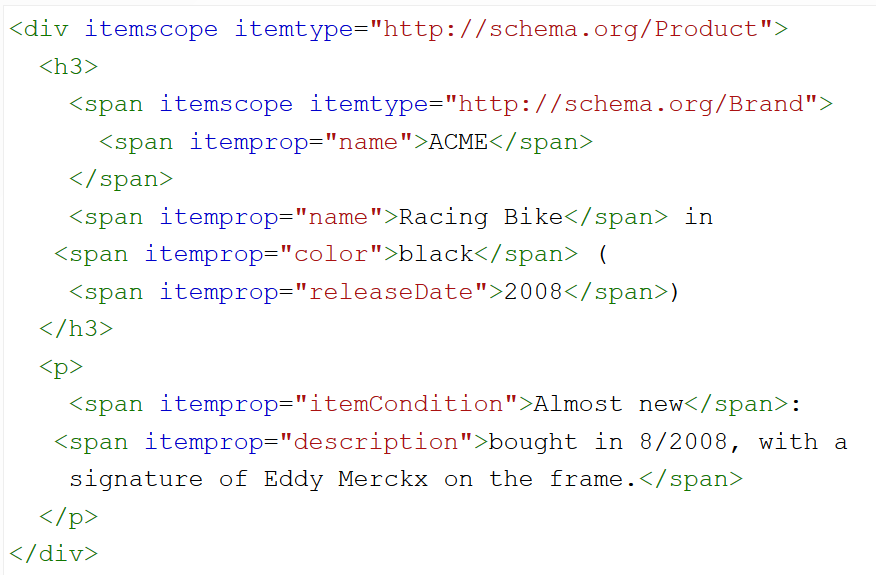 <div itemscope itemtype="http://schema.org/Product">
  <h3>
    <span itemscope itemtype="http://schema.org/Brand">
      <span itemprop="name">ACME</span>
    </span>
    <span itemprop="name">Racing Bike</span> in
   <span itemprop="color">black</span> (
    <span itemprop="releaseDate">2008</span>)
  </h3>
  <p>
    <span itemprop="itemCondition">Almost new</span>:
   <span itemprop="description">bought in 8/2008, with a
    signature of Eddy Merckx on the frame.</span>
  </p>
</div>